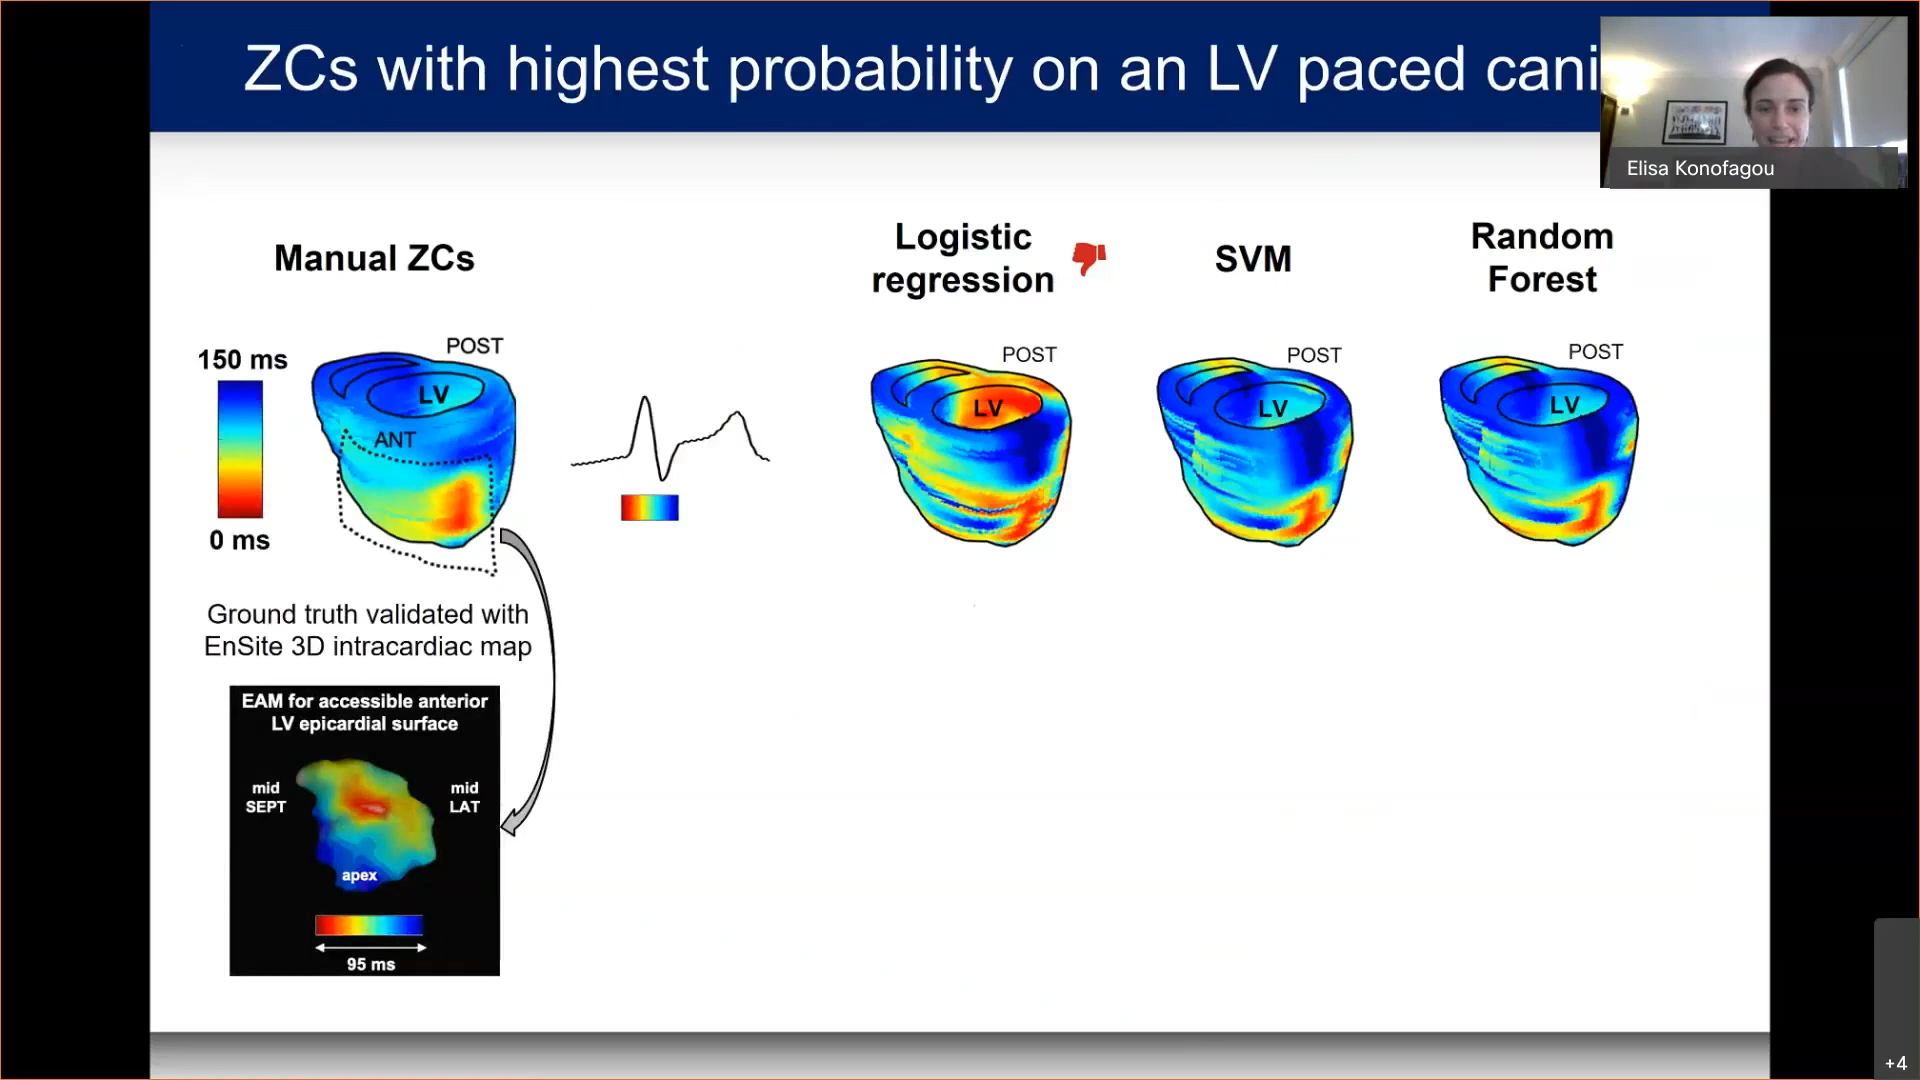 ZCs with highest probability on an LV paced cani
Elisa Konofagou
Manual ZCs
Logistic
regression
SVM
Random
Forest
150 ms
0 ms
POST
LV
ANT
POST
LV
POST
LV
POST
LV
Ground truth validated with
EnSite 3D intracardiac map
EAM for accessible anterior
LV epicardial surface
mid
SEPT
mid
LAT
apex
95 ms
+4